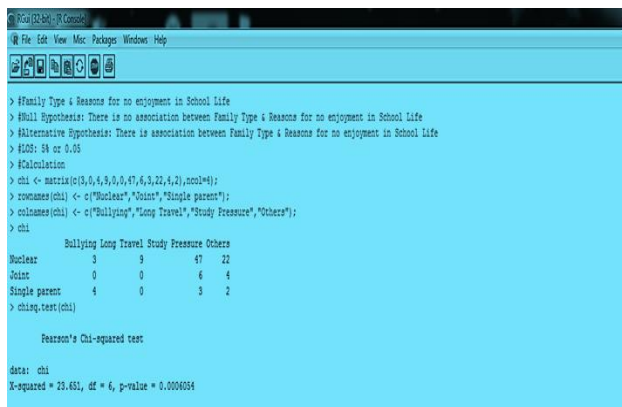 RGui (32-bit) - [R Console]
File Edit View Misc Packages Windows Help
> #Family Type & Reasons for no enjoyment in School Life
> #Null Hypothesis: There is no association between Family Type & Reasons for no enjoyment in School Life
> #Alternative Hypothesis: There is association between Family Type & Reasons for no enjoyment in School Life
> #LOS: 5% or 0.05
> #Calculation
> chi <- matrix(c(3,0,4,9,0,0,47,6,3,22,4,2),ncol=4);
> rownames(chi) <- c("Nuclear","Joint","Single parent");
> colnames(chi) <- c("Bullying","Long Travel","Study Pressure","Others");
> chi
Bullying Long Travel Study Pressure Others
Nuclear 3 9 47 22
Joint 0 0 6 4
Single parent 4 0 3 2
> chisq.test(chi)
Pearson's Chi-squared test
data: chi
X-squared = 23.651, df = 6, p-value = 0.0006054